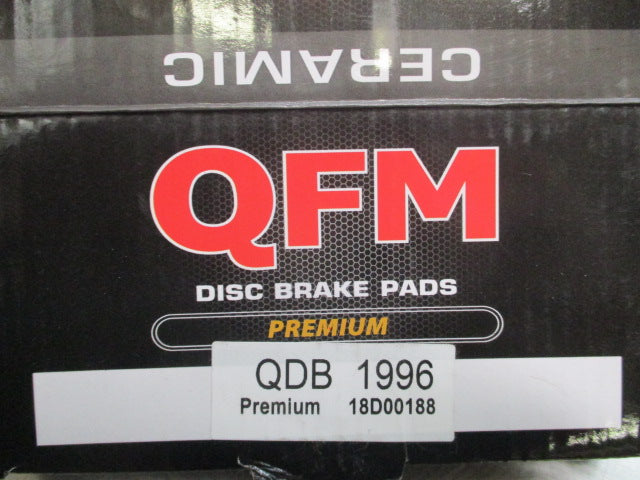 CERAMIC
QFM
DISC BRAKE PADS
PREMIUM
QDB 1996
Premium 18D00188